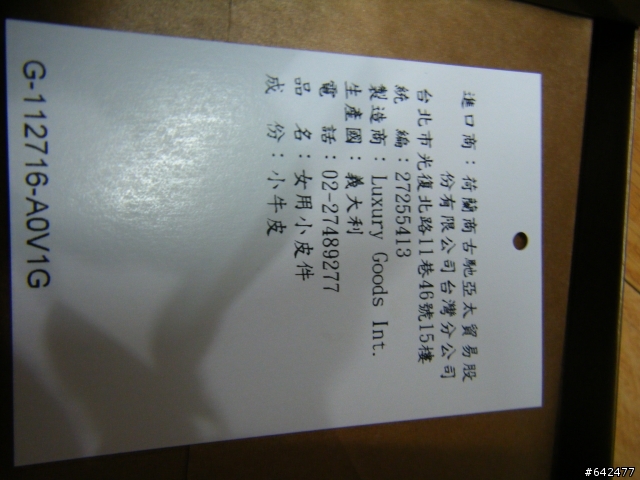 進口商：荷蘭商古馳亞太貿易股
份有限公司台灣分公司
台北市光復北路11巷46號15樓
統　編：27255413
製造商：Luxury Goods Int.
生產國：義大利
電　話：02-27489277
品　名：女用小皮件
成　份：小牛皮
G-112716-A0V1G
#642477